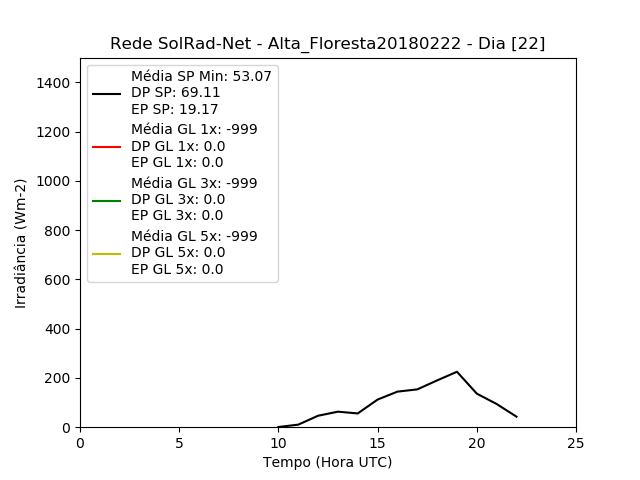 Rede SolRad-Net - Alta_Floresta20180222 - Dia [22]
Média SP Min: 53.07
DP SP: 69.11
EP SP: 19.17
Média GL 1x: -999
DP GL 1x: 0.0
EP GL 1x: 0.0
Média GL 3x: -999
DP GL 3x: 0.0
EP GL 3x: 0.0
Média GL 5x: -999
DP GL 5x: 0.0
EP GL 5x: 0.0
Irradiância (Wm-2)
1400
1200
1000
800
600
400
200
0
0 5 10 15 20 25
Tempo (Hora UTC)